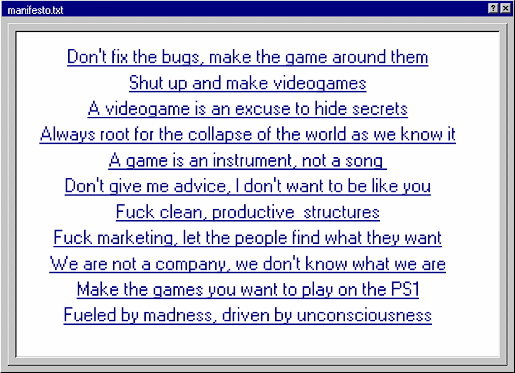 manifesto.txt
Don't fix the bugs, make the game around them
Shut up and make videogames
A videogame is an excuse to hide secrets
Always root for the collapse of the world as we know it
A game is an instrument, not a song
Don't give me advice, I don't want to be like you
Fuck clean, productive structures
Fuck marketing, let the people find what they want
We are not a company, we don't know what we are
Make the games you want to play on the PS1
Fueled by madness, driven by unconsciousness